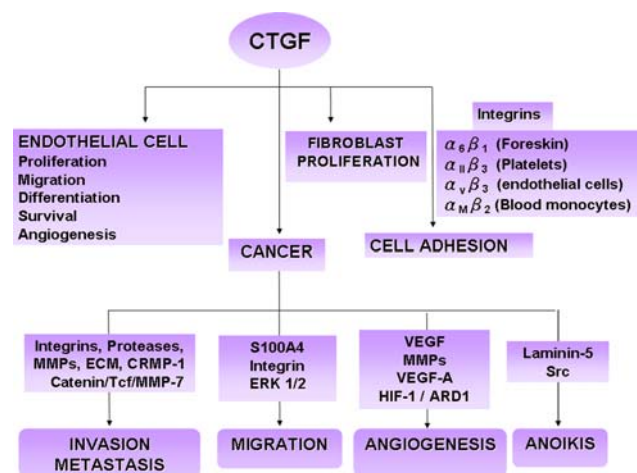 CTGF
ENDOTHELIAL CELL
Proliferation
Migration
Differentiation
Survival
Angiogenesis
FIBROBLAST
PROLIFERATION
Integrins
α6β1 (Foreskin)
αIIβ3 (Platelets)
αvβ3 (endothelial cells)
αMβ2 (Blood monocytes)
CANCER
CELL ADHESION
Integrins, Proteases,
MMPs, ECM, CRMP-1
Catenin/Tcf/MMP-7
S100A4
Integrin
ERK 1/2
VEGF
MMPs
VEGF-A
HIF-1 / ARD1
Laminin-5
Src
INVASION
METASTASIS
MIGRATION
ANGIOGENESIS
ANOIKIS